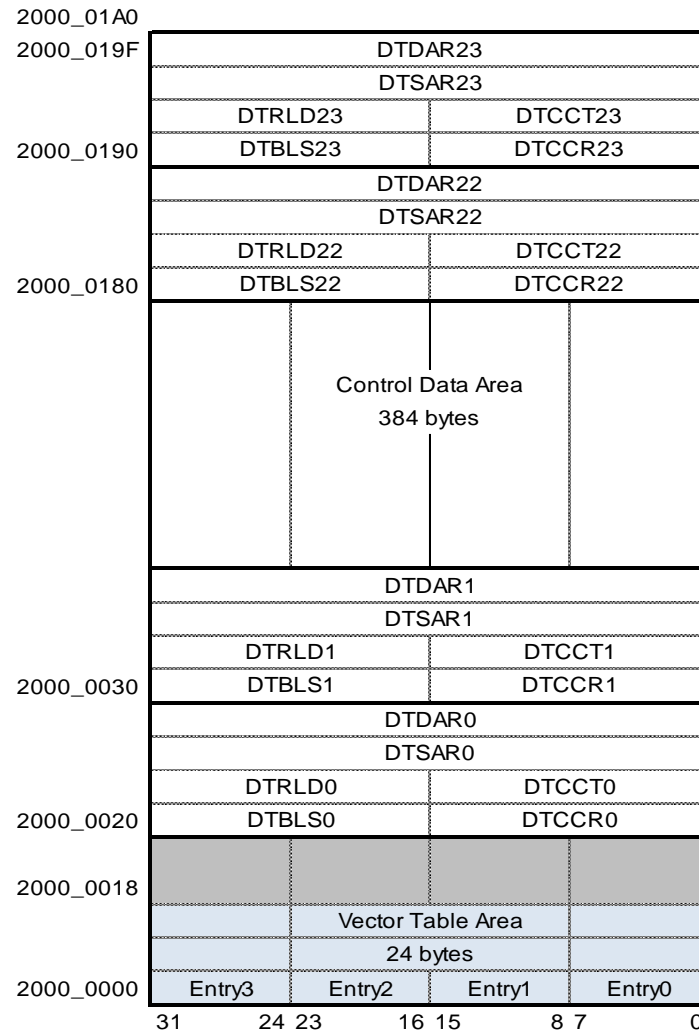 2000_01A0
2000_019F DTDAR23
DTSAR23
DTRLD23 DTCCT23
2000_0190 DTBLS23 DTCCR23
DTDAR22
DTSAR22
DTRLD22 DTCCT22
2000_0180 DTBLS22 DTCCR22
Control Data Area
384 bytes
DTDAR1
DTSAR1
DTRLD1 DTCCT1
2000_0030 DTBLS1 DTCCR1
DTDAR0
DTSAR0
DTRLD0 DTCCT0
2000_0020 DTBLS0 DTCCR0
2000_0018
Vector Table Area
24 bytes
2000_0000 Entry3 Entry2 Entry1 Entry0
31 24 23 16 15 8 7 0